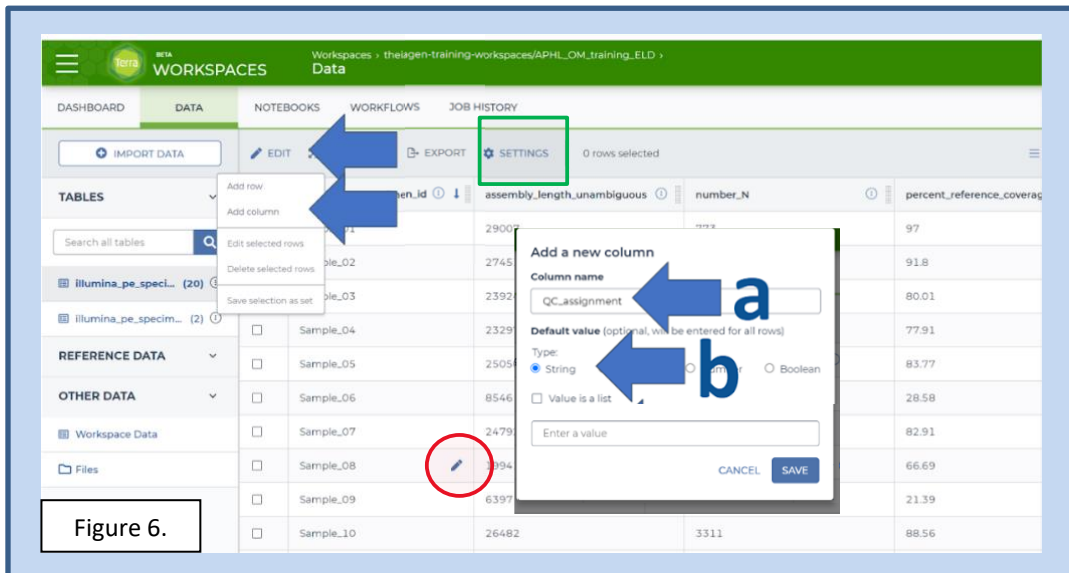 BETA
Terra
WORKSPACES
Workspaces › theiagen-training-workspaces/APHL_OM_training_ELD ›
Data
DASHBOARD DATA NOTEBOOKS WORKFLOWS JOB HISTORY
IMPORT DATA EDIT EXPORT SETTINGS 0 rows selected
TABLES
Search all tables
illumina_pe_speci... (20)
illumina_pe_specim... (2)
REFERENCE DATA
OTHER DATA
Workspace Data
Files
Add row
Add column
Edit selected rows
Delete selected rows
Save selection as set
en_id assembly_length_unambiguous number_N percent_reference_coverag
29007 97
ple_02 2745 91.8
ple_03 2392 80.01
Sample_04 2329 77.91
Sample_05 2505 83.77
Sample_06 8546 28.58
Sample_07 2479 82.91
Sample_08 1994 66.69
Sample_09 6397 21.39
Sample_10 26482 3311 88.56
Add a new column
Column name
QC_assignment
a
Default value (optional, will be entered for all rows)
Type:
String Boolean
b
Value is a list
Enter a value
CANCEL SAVE
Figure 6.